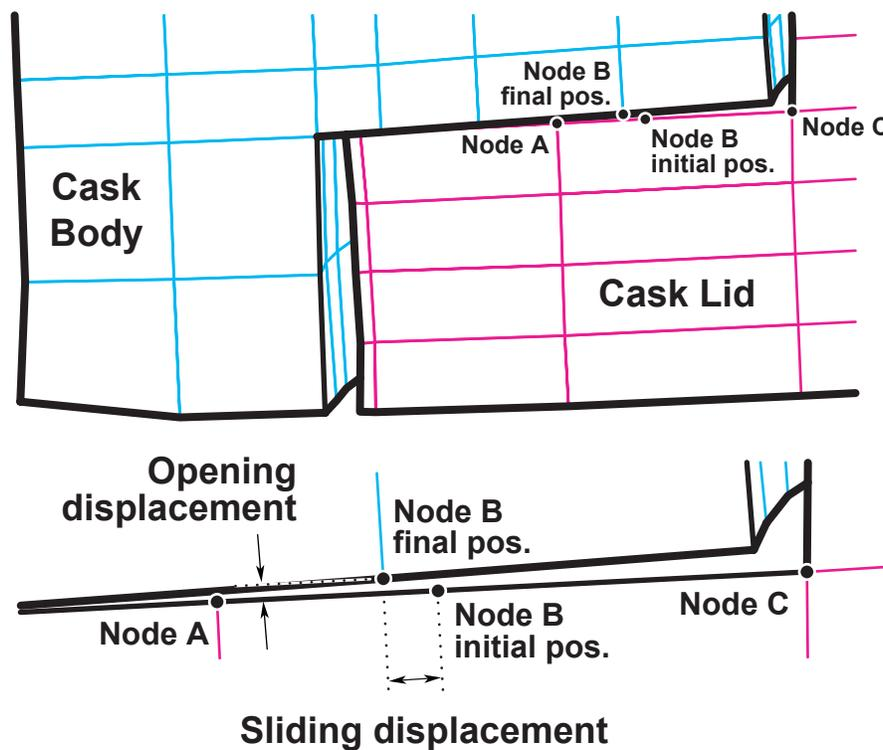 Node B
final pos.
Node A
Node B
initial pos.
Node C
Cask
Body
Cask Lid
Opening
displacement
Node B
final pos.
Node A
Node B
initial pos.
Node C
Sliding displacement